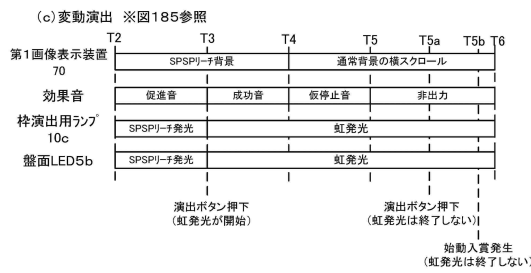 (c)変動演出 ※図185参照
T2 T3 T4 T5 T5a T5b T6
第1画像表示装置
70
SPSPリーチ背景 通常背景の横スクロール
効果音 促進音 成功音 仮停止音 非出力
枠演出用ランプ
10c
SPSPリーチ発光 虹発光
盤面LED5b SPSPリーチ発光 虹発光
演出ボタン押下
(虹発光が開始)
演出ボタン押下
(虹発光は終了しない)
始動入賞発生
(虹発光は終了しない)